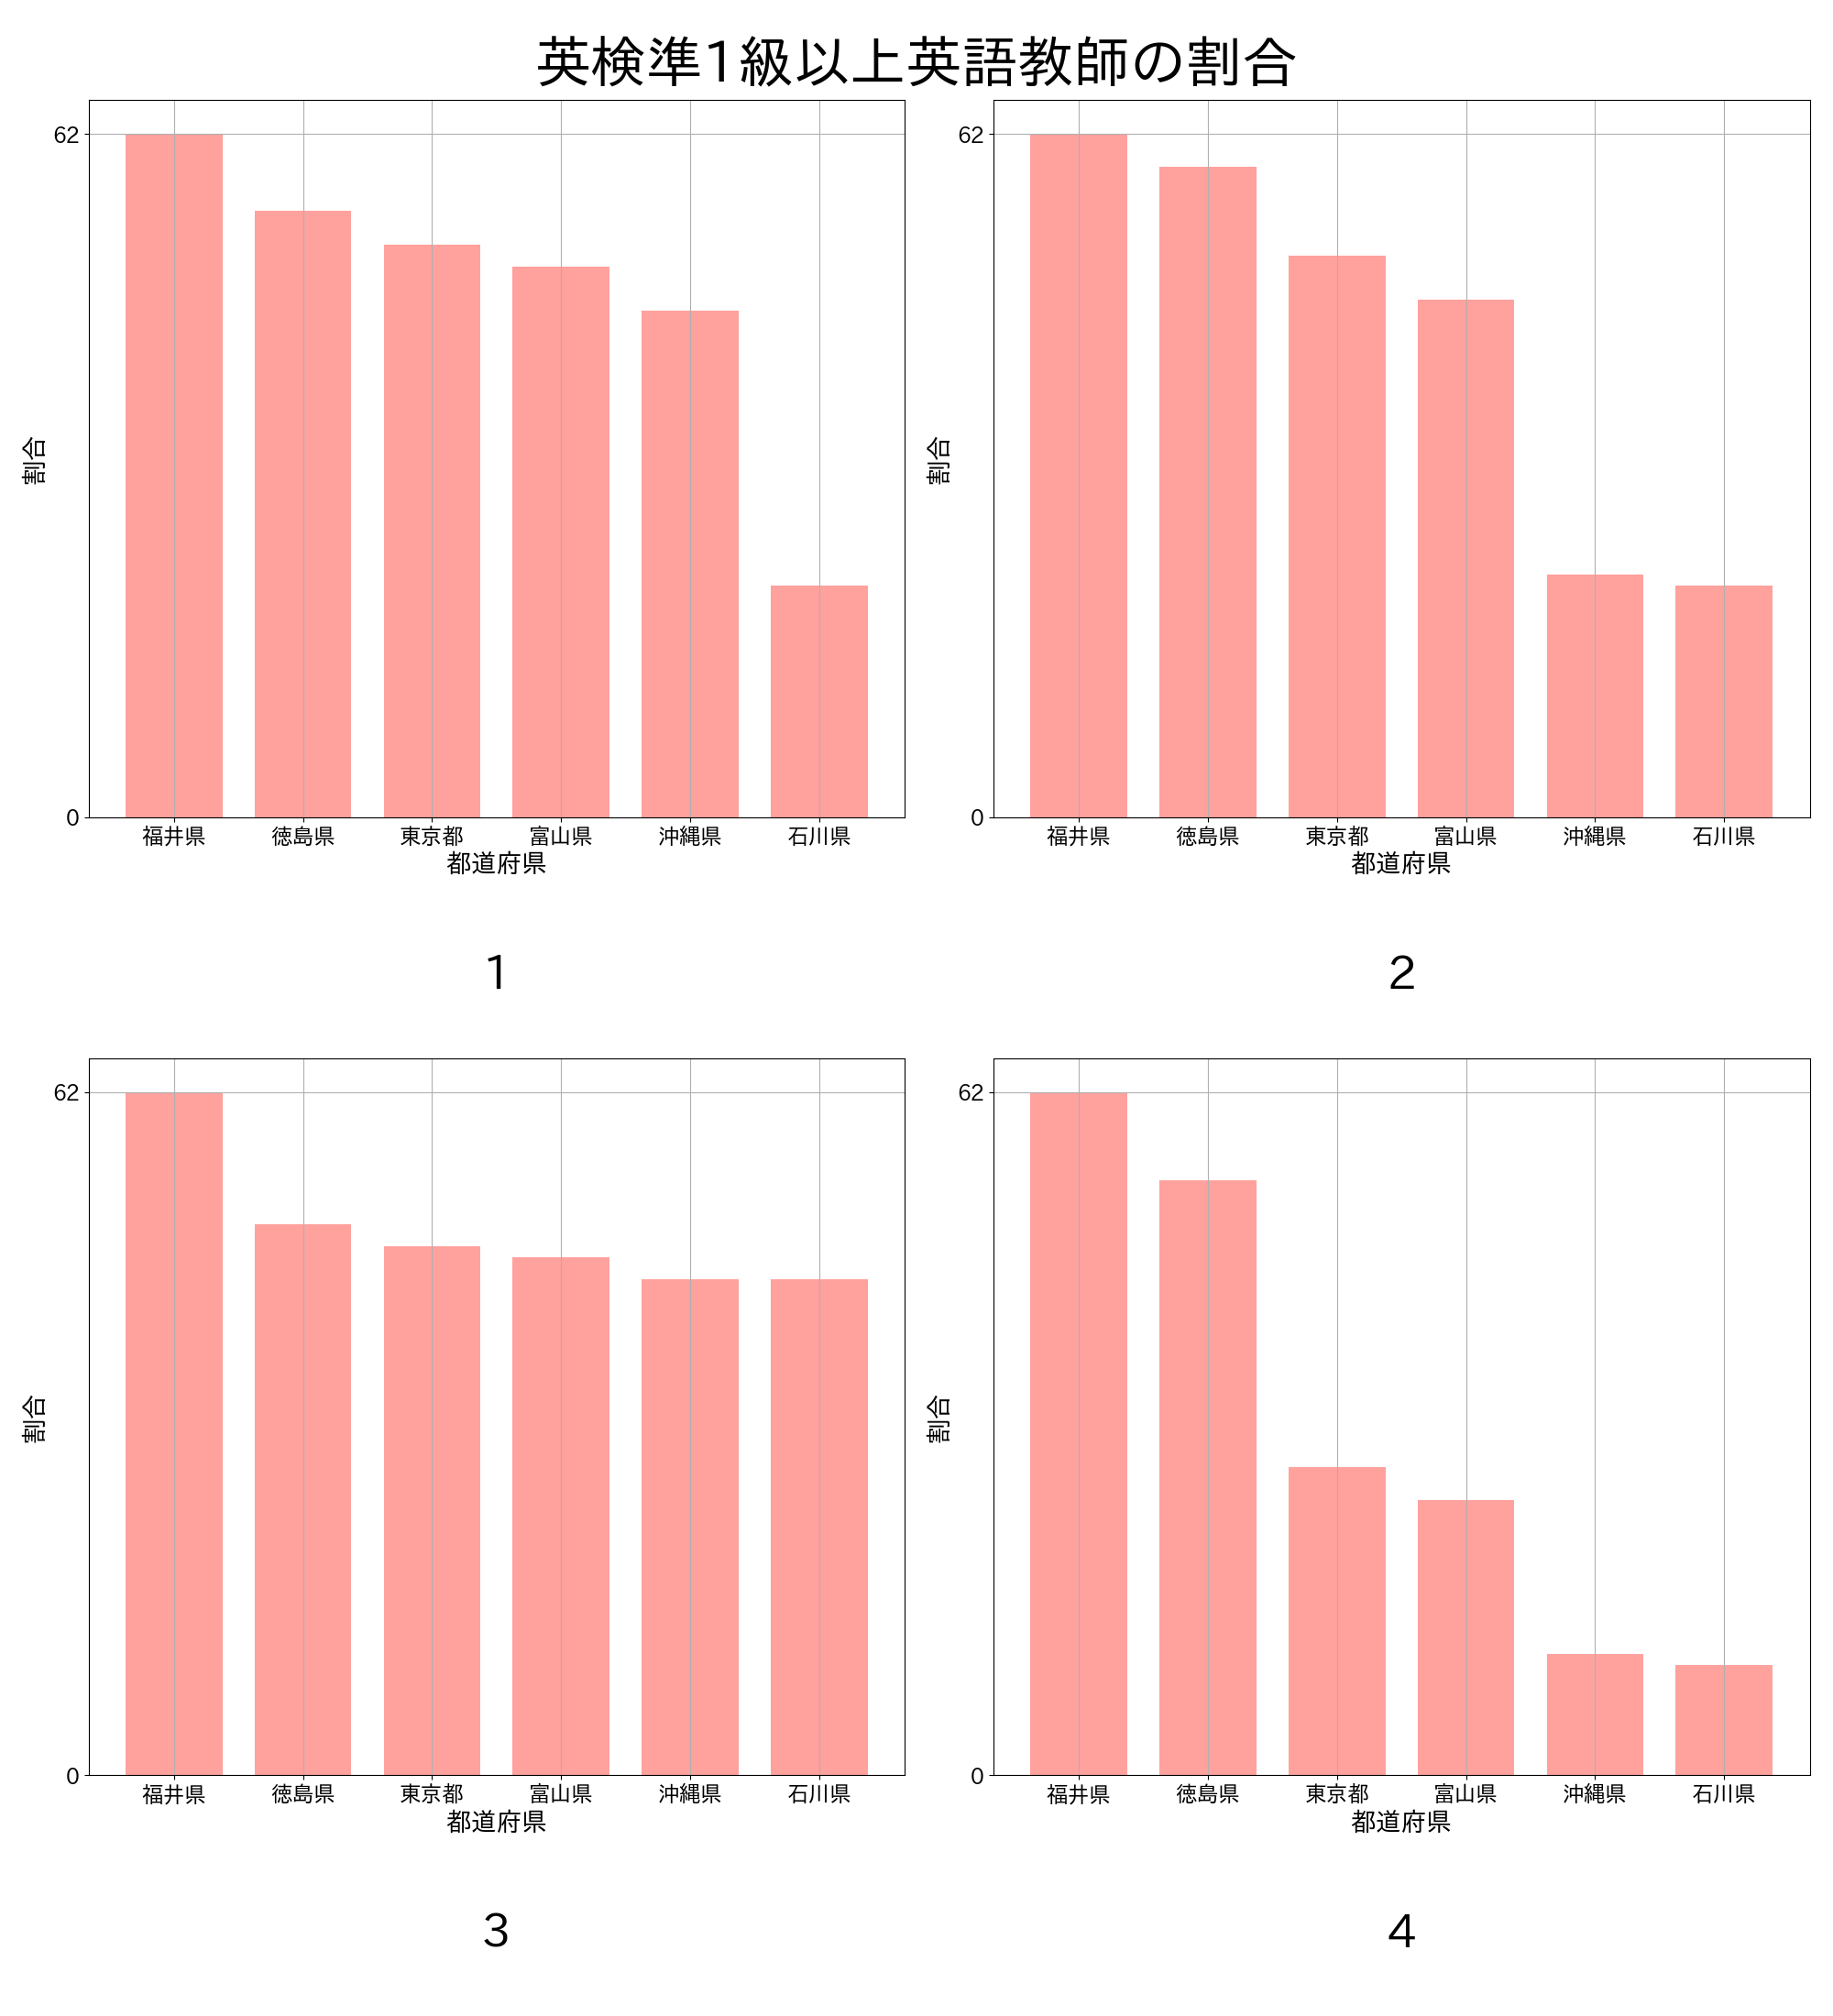 英検準1級以上英語教師の割合
62
0
割合
福井県 徳島県 東京都 富山県 沖縄県 石川県
都道府県
1
62
0
割合
福井県 徳島県 東京都 富山県 沖縄県 石川県
都道府県
2
62
0
割合
福井県 徳島県 東京都 富山県 沖縄県 石川県
都道府県
3
62
0
割合
福井県 徳島県 東京都 富山県 沖縄県 石川県
都道府県
4